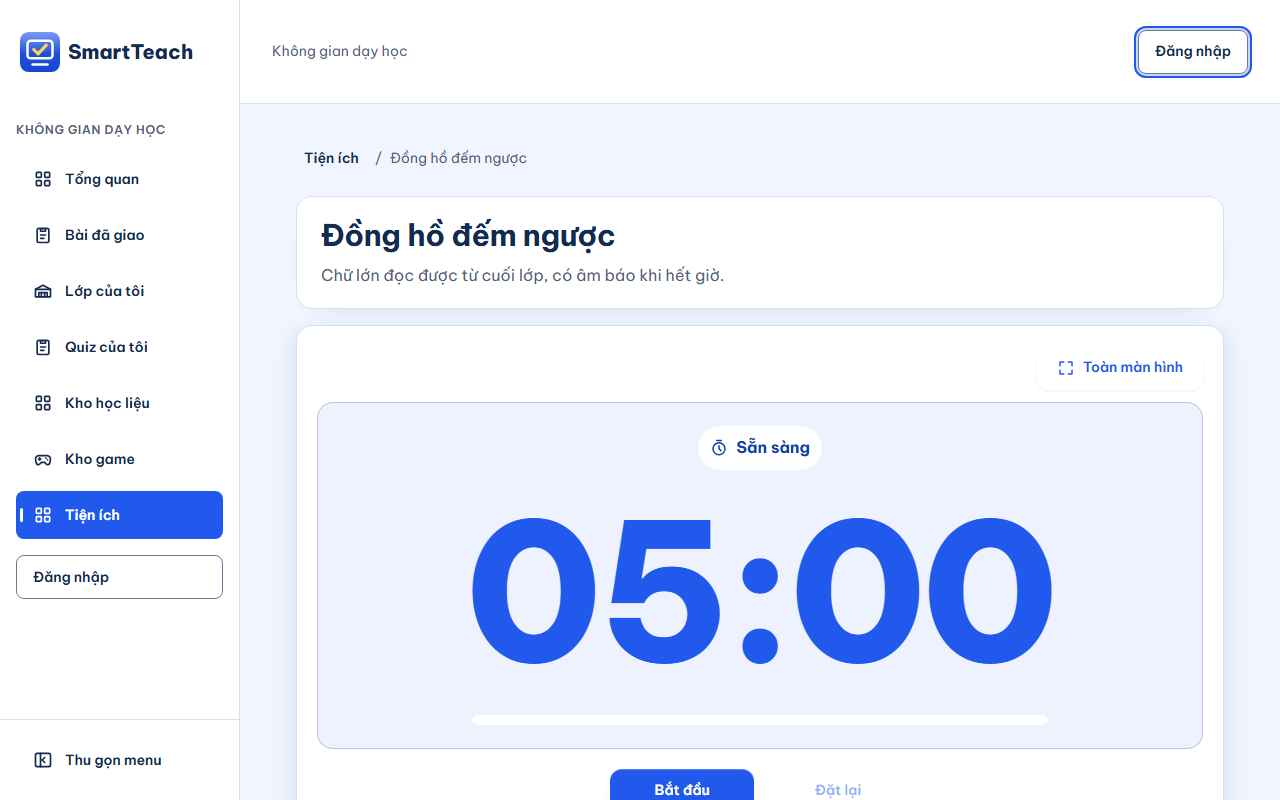 SmartTeach
KHÔNG GIAN DẠY HỌC
Tổng quan
Bài đã giao
Lớp của tôi
Quiz của tôi
Kho học liệu
Kho game
Tiện ích
Đăng nhập
Thu gọn menu
Không gian dạy học
Đăng nhập
Tiện ích / Đồng hồ đếm ngược
Đồng hồ đếm ngược
Chữ lớn đọc được từ cuối lớp, có âm báo khi hết giờ.
Toàn màn hình
Sẵn sàng
05:00
Bắt đầu
Đặt lại